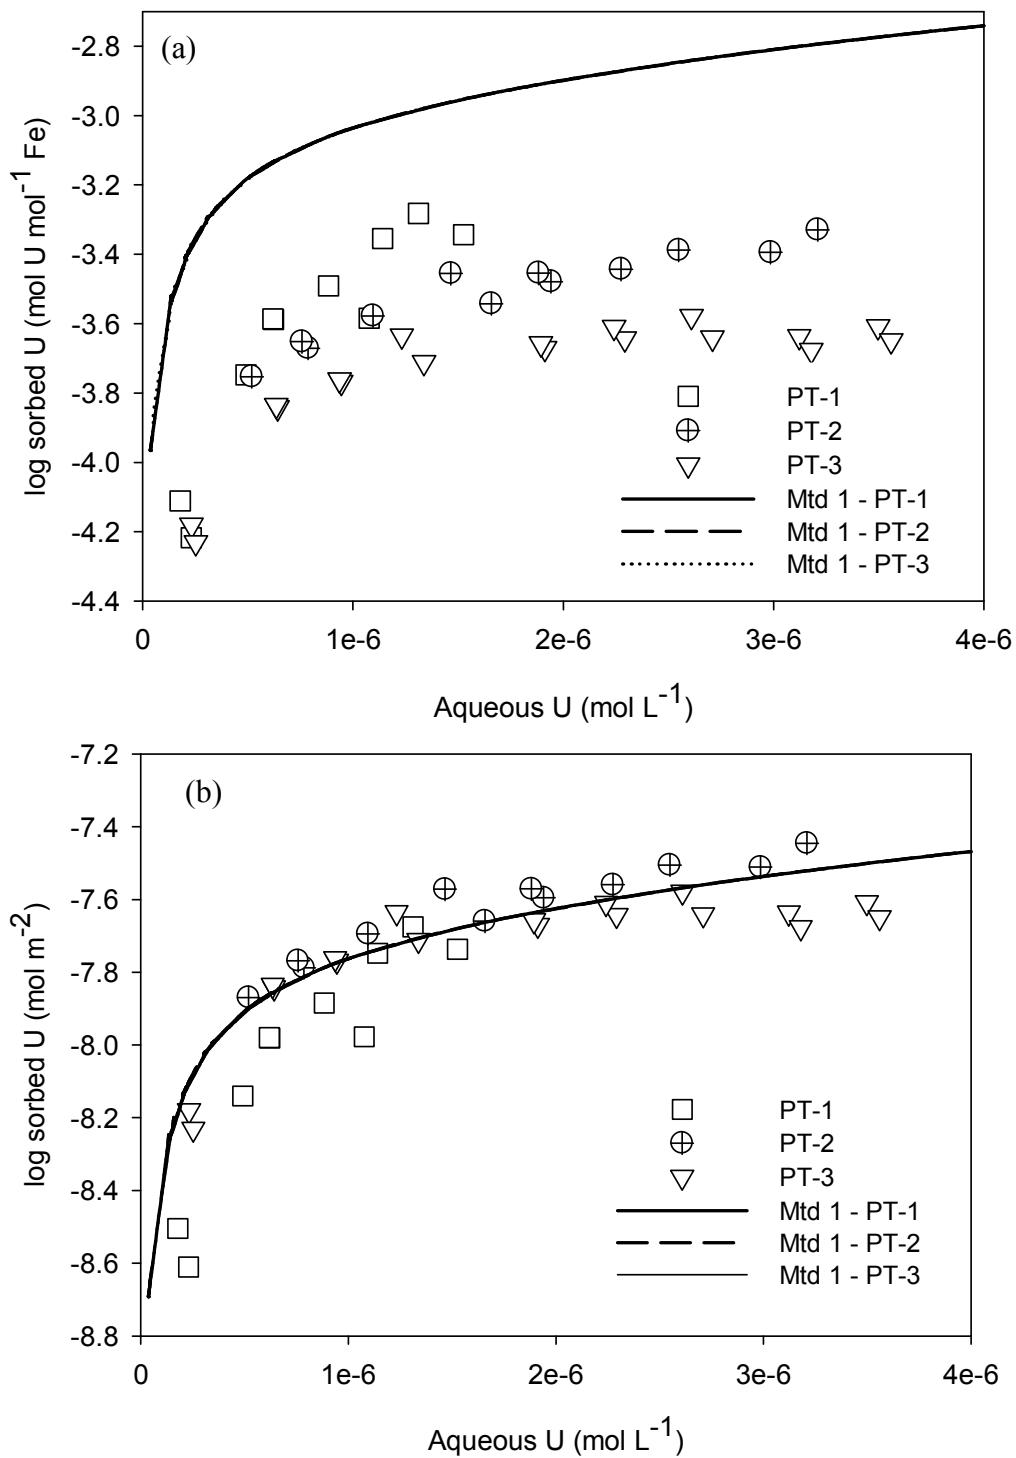 (a)
log sorbed U (mol U mol⁻¹ Fe)
-2.8
-3.0
-3.2
-3.4
-3.6
-3.8
-4.0
-4.2
-4.4
PT-1
PT-2
PT-3
Mtd 1 - PT-1
Mtd 1 - PT-2
Mtd 1 - PT-3
0 1e-6 2e-6 3e-6 4e-6
Aqueous U (mol L⁻¹)
(b)
log sorbed U (mol m⁻²)
-7.2
-7.4
-7.6
-7.8
-8.0
-8.2
-8.4
-8.6
-8.8
PT-1
PT-2
PT-3
Mtd 1 - PT-1
Mtd 1 - PT-2
Mtd 1 - PT-3
0 1e-6 2e-6 3e-6 4e-6
Aqueous U (mol L⁻¹)